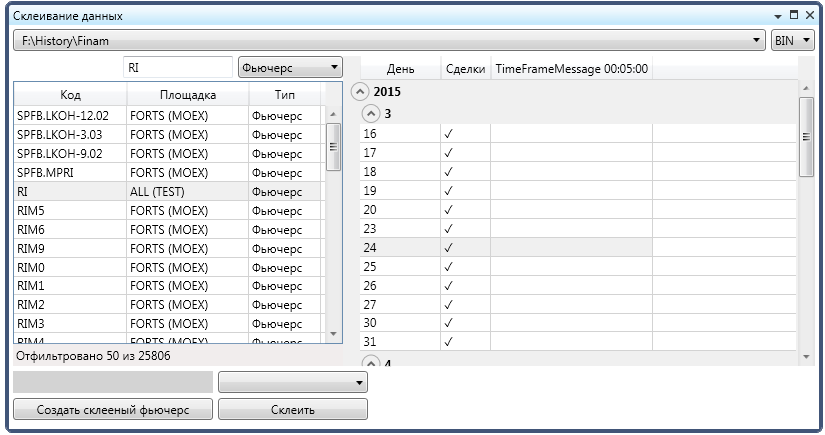 Склеивание данных
F:\History\Finam BIN
RI Фьючерс
Код Площадка Тип
SPFB.LKOH-12.02 FORTS (MOEX) Фьючерс
SPFB.LKOH-3.03 FORTS (MOEX) Фьючерс
SPFB.LKOH-9.02 FORTS (MOEX) Фьючерс
SPFB.MPRI FORTS (MOEX) Фьючерс
RI ALL (TEST) Фьючерс
RIM5 FORTS (MOEX) Фьючерс
RIM6 FORTS (MOEX) Фьючерс
RIM9 FORTS (MOEX) Фьючерс
RIM0 FORTS (MOEX) Фьючерс
RIM1 FORTS (MOEX) Фьючерс
RIM2 FORTS (MOEX) Фьючерс
RIM3 FORTS (MOEX) Фьючерс
RIM4 FORTS (MOEX) Фьючерс
Отфильтровано 50 из 25806
День Сделки TimeFrameMessage 00:05:00
2015
3
16 ✓
17 ✓
18 ✓
19 ✓
20 ✓
23 ✓
24 ✓
25 ✓
26 ✓
27 ✓
30 ✓
31 ✓
4
Создать склееный фьючерс Склеить